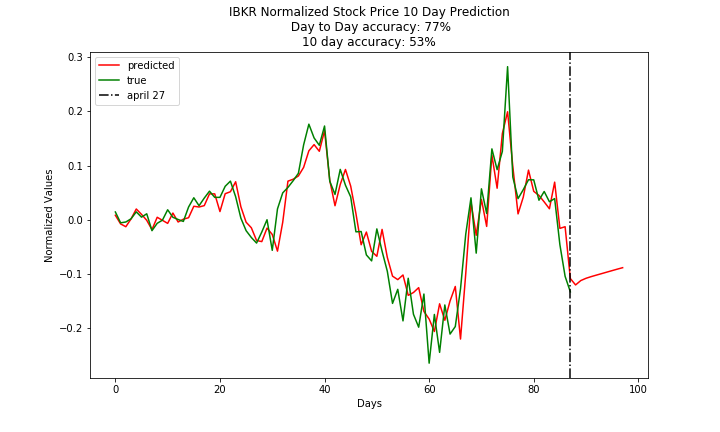 IBKR Normalized Stock Price 10 Day Prediction
Day to Day accuracy: 77%
10 day accuracy: 53%
predicted
true
april 27
Normalized Values
0.3
0.2
0.1
0.0
−0.1
−0.2
0
20
40
60
80
100
Days